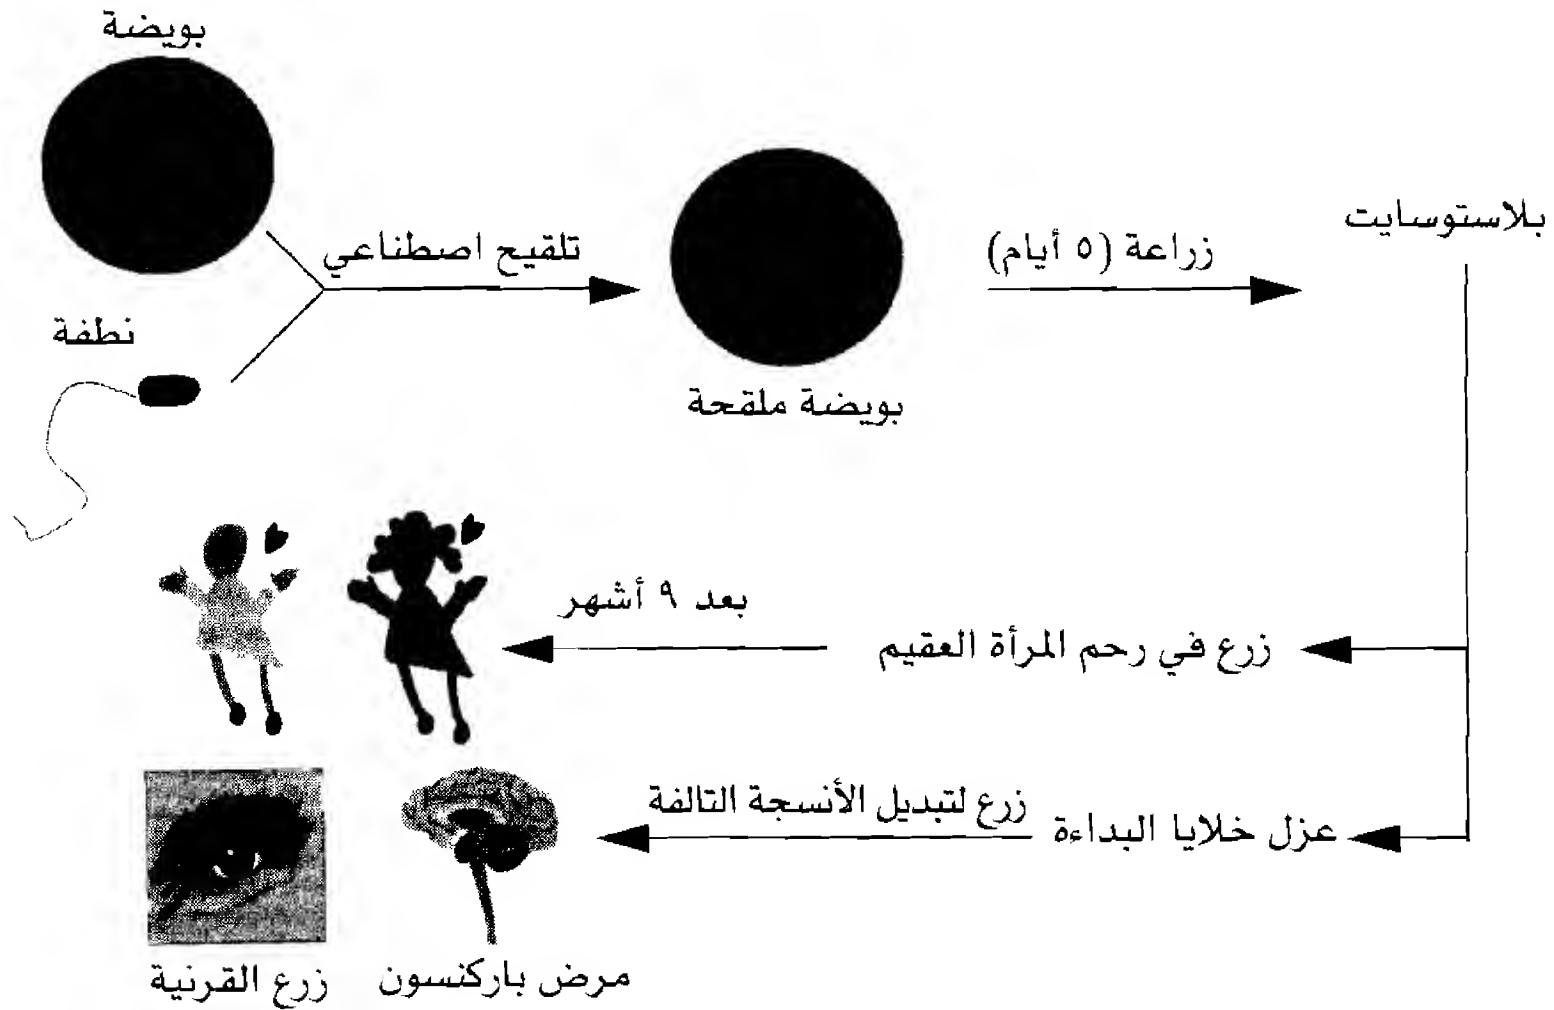 بويضة
نطفة
تلقيح اصطناعي
بويضة ملقحة
زراعة (٥ أيام)
بلاستوسايت
زرع في رحم المرأة العقيم
بعد ٩ أشهر
عزل خلايا البداءة
زرع لتبديل الأنسجة التالفة
مرض باركنسون
زرع القرنية